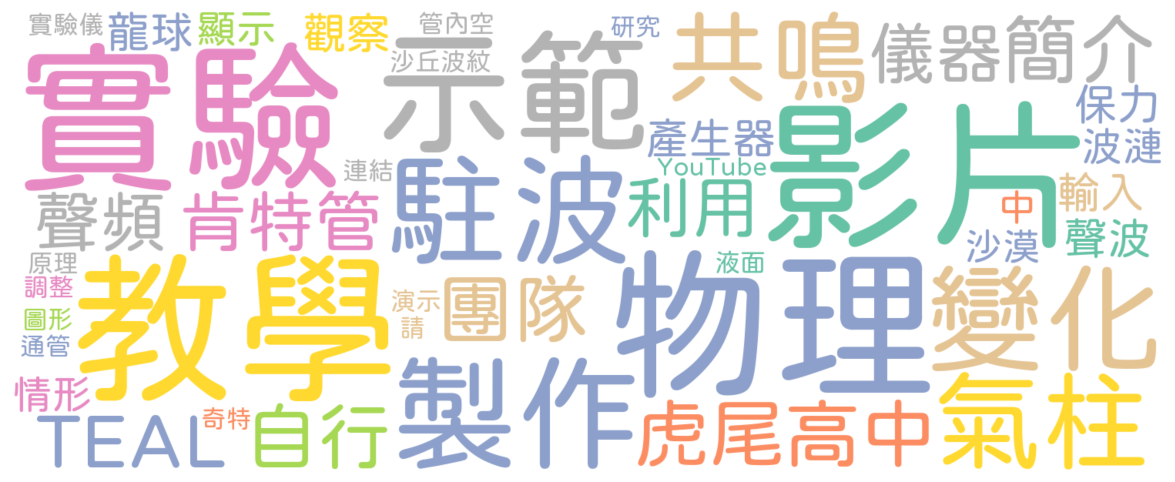 實驗儀
龍球
顯示
觀察
管內空
研究
共鳴
儀器簡介
實驗
示範
沙丘波紋
影片
保力
產生器
波漣
YouTube
連結
駐波
利用
中
輸入
聲頻
肯特管
沙漠
聲波
原理
教學
物理
液面
變化
調整
演示
團隊
圖形
請
通管
製作
情形
氣柱
TEAL
奇特
自行
虎尾高中